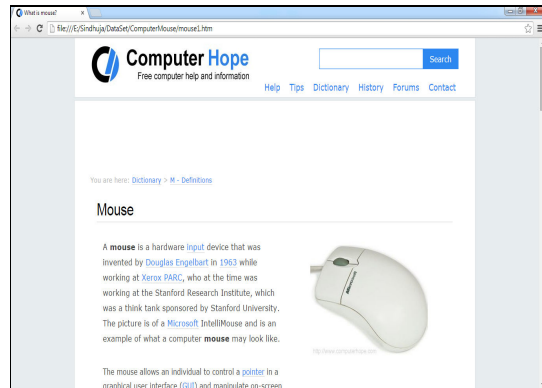 What is mouse?
file:///E:/Sindhuja/DataSet/ComputerMouse/mouse1.htm
Computer Hope
Free computer help and information
Search
Help Tips Dictionary History Forums Contact
You are here: Dictionary > M - Definitions
Mouse
A mouse is a hardware input device that was
invented by Douglas Engelbart in 1963 while
working at Xerox PARC, who at the time was
working at the Stanford Research Institute, which
was a think tank sponsored by Stanford University.
The picture is of a Microsoft IntelliMouse and is an
example of what a computer mouse may look like.
http://www.computerhope.com
The mouse allows an individual to control a pointer in a
graphical user interface (GUI) and manipulate on-screen